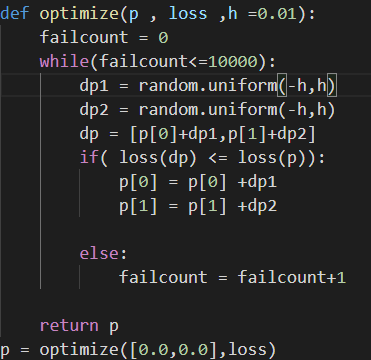 def optimize(p , loss ,h =0.01):
    failcount = 0
    while(failcount<=10000):
        dp1 = random.uniform(-h,h)
        dp2 = random.uniform(-h,h)
        dp = [p[0]+dp1,p[1]+dp2]
        if( loss(dp) <= loss(p)):
            p[0] = p[0] +dp1
            p[1] = p[1] +dp2
        else:
            failcount = failcount+1
    return p
p = optimize([0.0,0.0],loss)